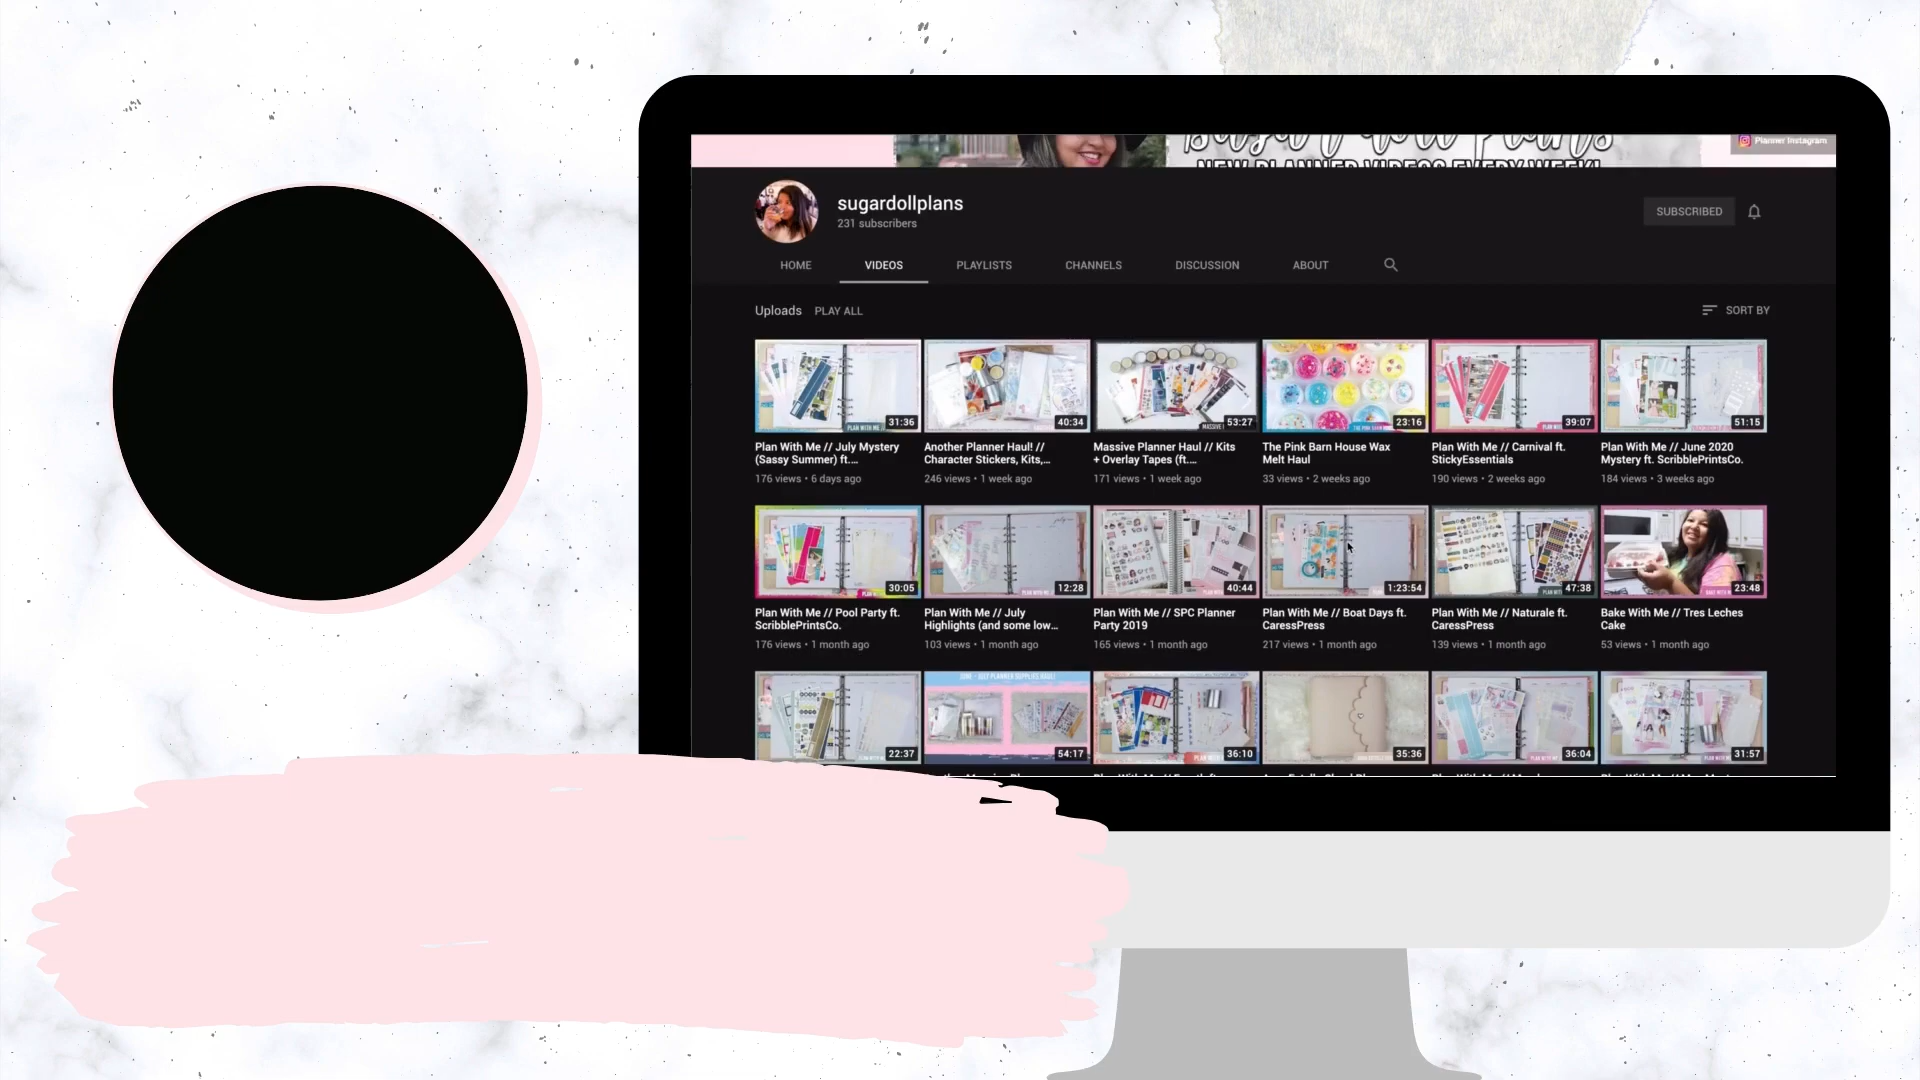 NEW PLANNER VIDEOS EVERY WEEK!
Planner Instagram
sugardollplans
231 subscribers
SUBSCRIBED
HOME VIDEOS PLAYLISTS CHANNELS DISCUSSION ABOUT
Uploads PLAY ALL
SORT BY
31:36 40:34 53:27 23:16 39:07 51:15
Plan With Me // July Mystery
(Sassy Summer) ft....
176 views • 6 days ago
Another Planner Haul! //
Character Stickers, Kits,...
246 views • 1 week ago
Massive Planner Haul // Kits
+ Overlay Tapes (ft....
171 views • 1 week ago
The Pink Barn House Wax
Melt Haul
33 views • 2 weeks ago
Plan With Me // Carnival ft.
StickyEssentials
190 views • 2 weeks ago
Plan With Me // June 2020
Mystery ft. ScribblePrintsCo.
184 views • 3 weeks ago
30:05 12:28 40:44 1:23:54 47:38 23:48
Plan With Me // Pool Party ft.
ScribblePrintsCo.
176 views • 1 month ago
Plan With Me // July
Highlights (and some low...
103 views • 1 month ago
Plan With Me // SPC Planner
Party 2019
165 views • 1 month ago
Plan With Me // Boat Days ft.
CaressPress
217 views • 1 month ago
Plan With Me // Naturale ft.
CaressPress
139 views • 1 month ago
Bake With Me // Tres Leches
Cake
53 views • 1 month ago
JUNE - JULY PLANNER SUPPLIES HAUL!
22:37 54:17 36:10 35:36 36:04 31:57